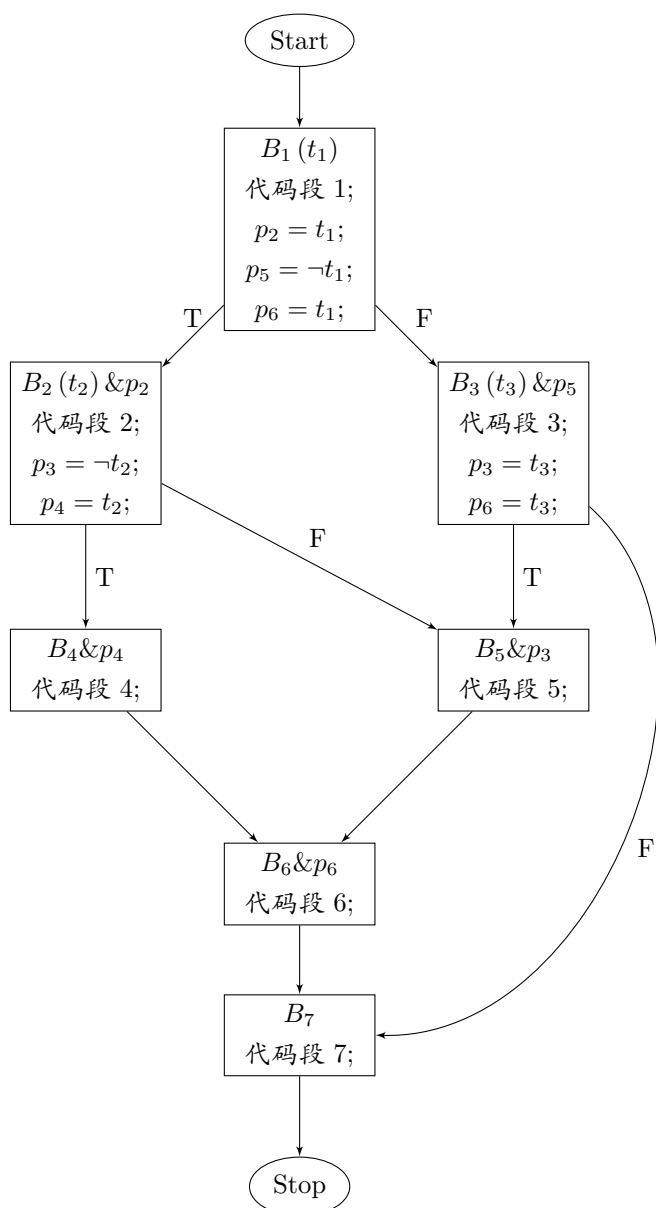 Start
B₁ (t₁)
代码段 1;
p₂ = t₁;
p₅ = ¬t₁;
p₆ = t₁;
T
F
B₂ (t₂) &p₂
代码段 2;
p₃ = ¬t₂;
p₄ = t₂;
B₃ (t₃) &p₅
代码段 3;
p₃ = t₃;
p₆ = t₃;
F
T
T
B₄&p₄
代码段 4;
B₅&p₃
代码段 5;
F
B₆&p₆
代码段 6;
B₇
代码段 7;
Stop